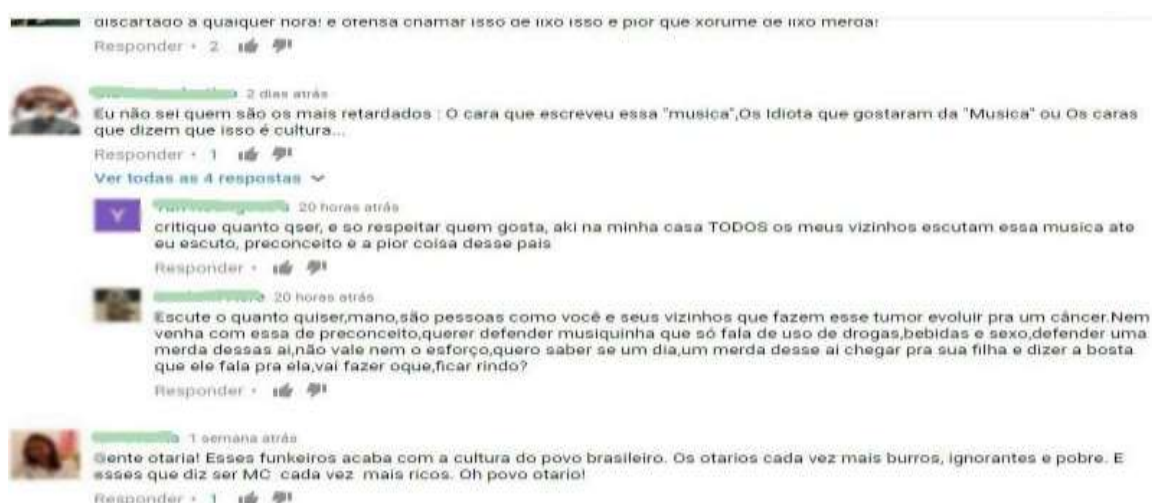 discartado a qualquer hora! e ofensa chamar isso de lixo isso e pior que xorume de lixo merda!
Responder • 2
2 dias atrás
Eu não sei quem são os mais retardados : O cara que escreveu essa "musica",Os Idiota que gostaram da "Musica" ou Os caras
que dizem que isso é cultura...
Responder • 1
Ver todas as 4 respostas
Y
20 horas atrás
critique quanto qser, e so respeitar quem gosta, aki na minha casa TODOS os meus vizinhos escutam essa musica ate
eu escuto, preconceito e a pior coisa desse pais
Responder •
20 horas atrás
Escute o quanto quiser,mano,são pessoas como você e seus vizinhos que fazem esse tumor evoluir pra um câncer.Nem
venha com essa de preconceito,querer defender musiquinha que só fala de uso de drogas,bebidas e sexo,defender uma
merda dessas ai,não vale nem o esforço,quero saber se um dia,um merda desse ai chegar pra sua filha e dizer a bosta
que ele fala pra ela,vai fazer oque,ficar rindo?
Responder •
1 semana atrás
Gente otaria! Esses funkeiros acaba com a cultura do povo brasileiro. Os otarios cada vez mais burros, ignorantes e pobre. E
esses que diz ser MC cada vez mais ricos. Oh povo otario!
Responder • 1